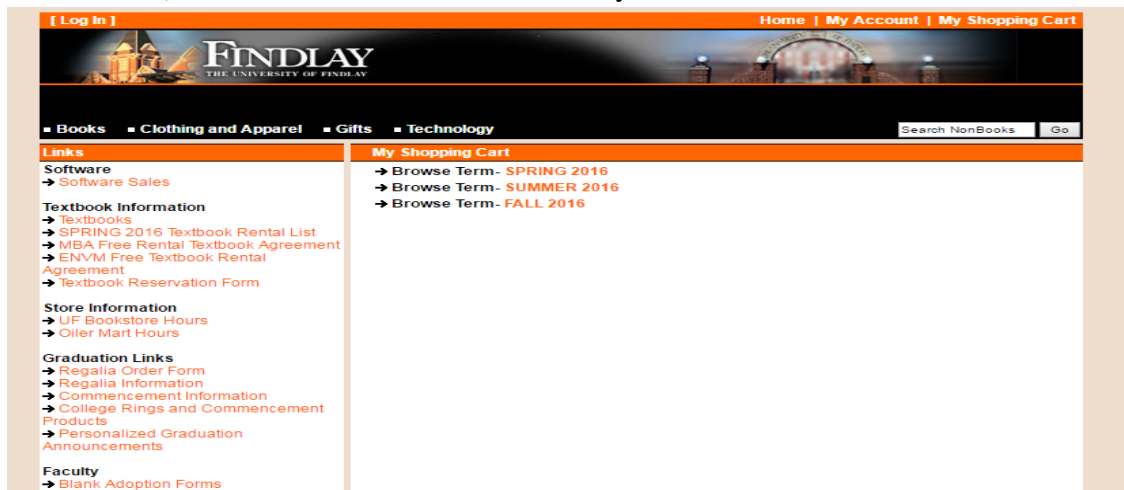 [ Log In ]
Home | My Account | My Shopping Cart
FINDLAY
THE UNIVERSITY OF FINDLAY
Books Clothing and Apparel Gifts Technology
Search NonBooks Go
Links
Software
→ Software Sales
Textbook Information
→ Textbooks
→ SPRING 2016 Textbook Rental List
→ MBA Free Rental Textbook Agreement
→ ENVM Free Textbook Rental
Agreement
→ Textbook Reservation Form
Store Information
→ UF Bookstore Hours
→ Oiler Mart Hours
Graduation Links
→ Regalia Order Form
→ Regalia Information
→ Commencement Information
→ College Rings and Commencement
Products
→ Personalized Graduation
Announcements
Faculty
→ Blank Adoption Forms
My Shopping Cart
→ Browse Term- SPRING 2016
→ Browse Term- SUMMER 2016
→ Browse Term- FALL 2016